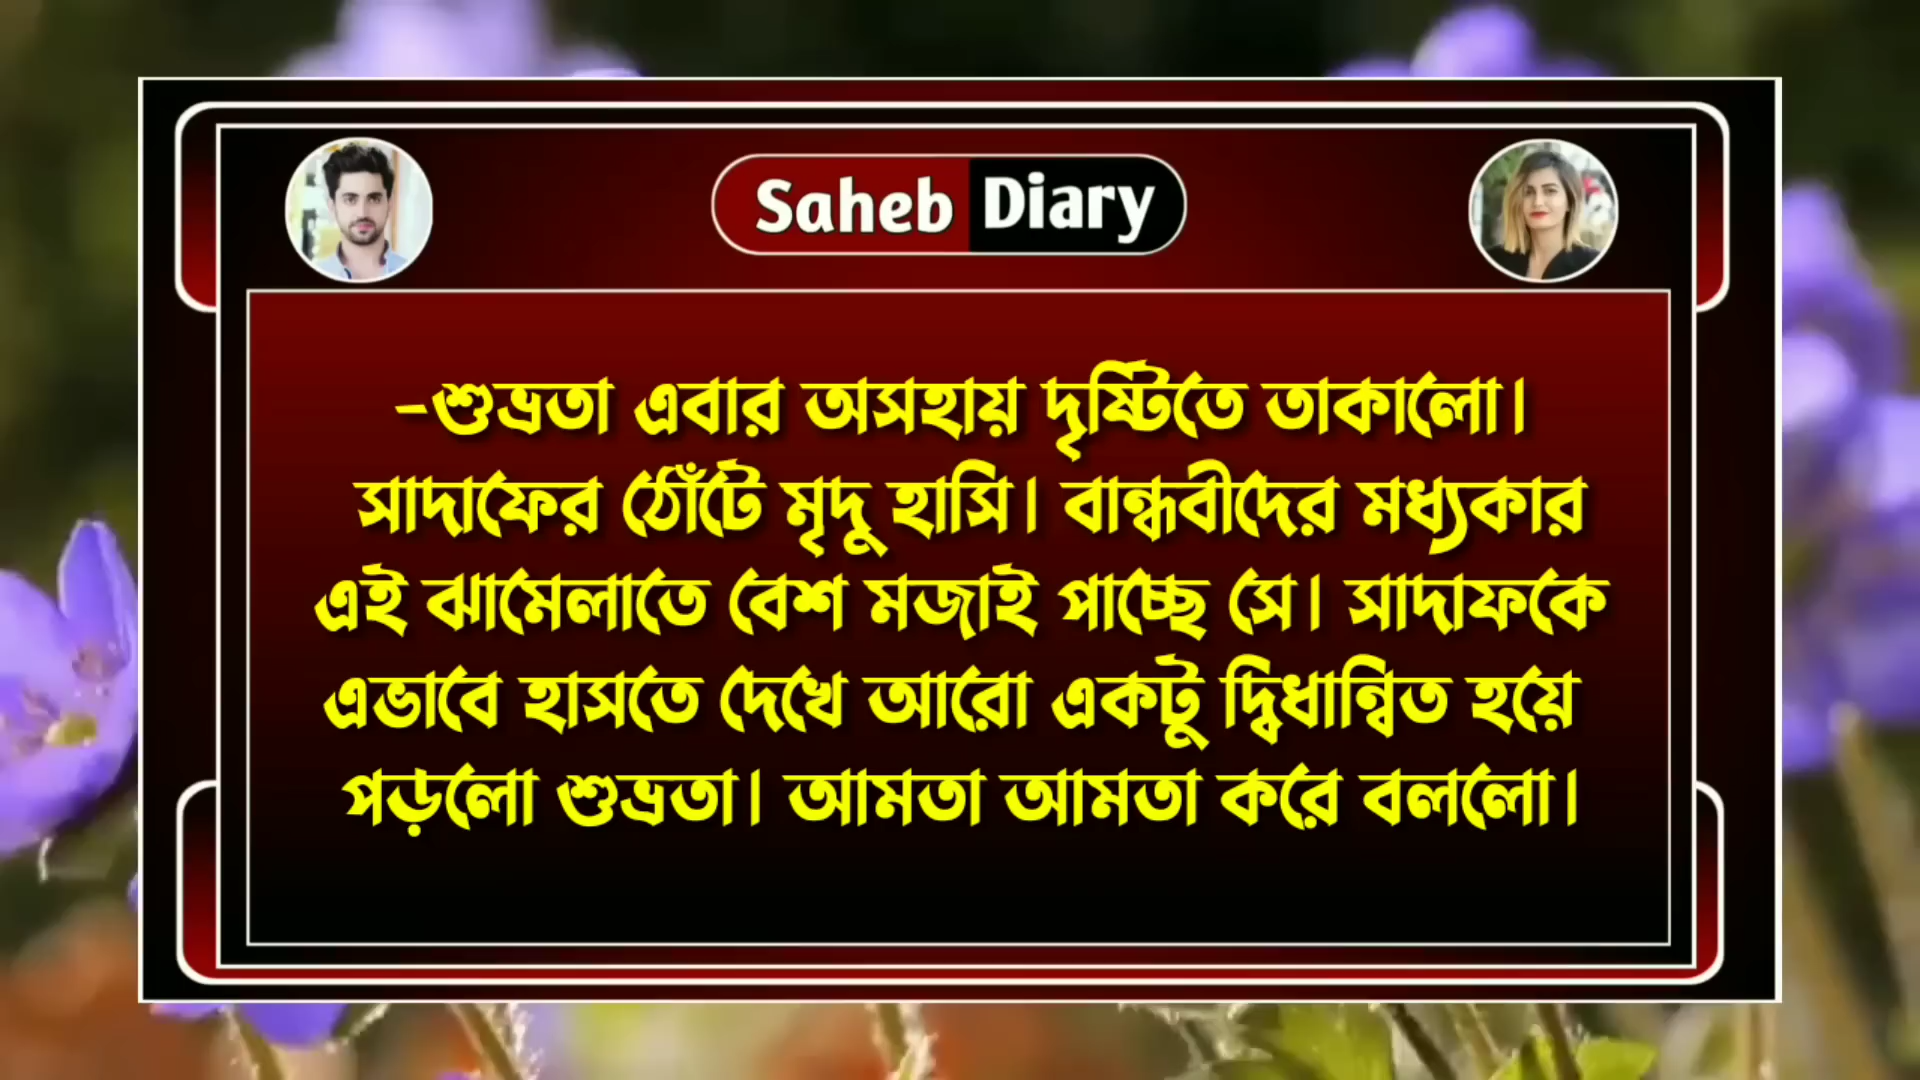 Saheb Diary
-শুভ্রতা এবার অসহায় দৃষ্টিতে তাকালো।
সাদাফের ঠোঁটে মৃদু হাসি। বান্ধবীদের মধ্যকার
এই ঝামেলাতে বেশ মজাই পাচ্ছে সে। সাদাফকে
এভাবে হাসতে দেখে আরো একটু দ্বিধান্বিত হয়ে
পড়লো শুভ্রতা। আমতা আমতা করে বললো।